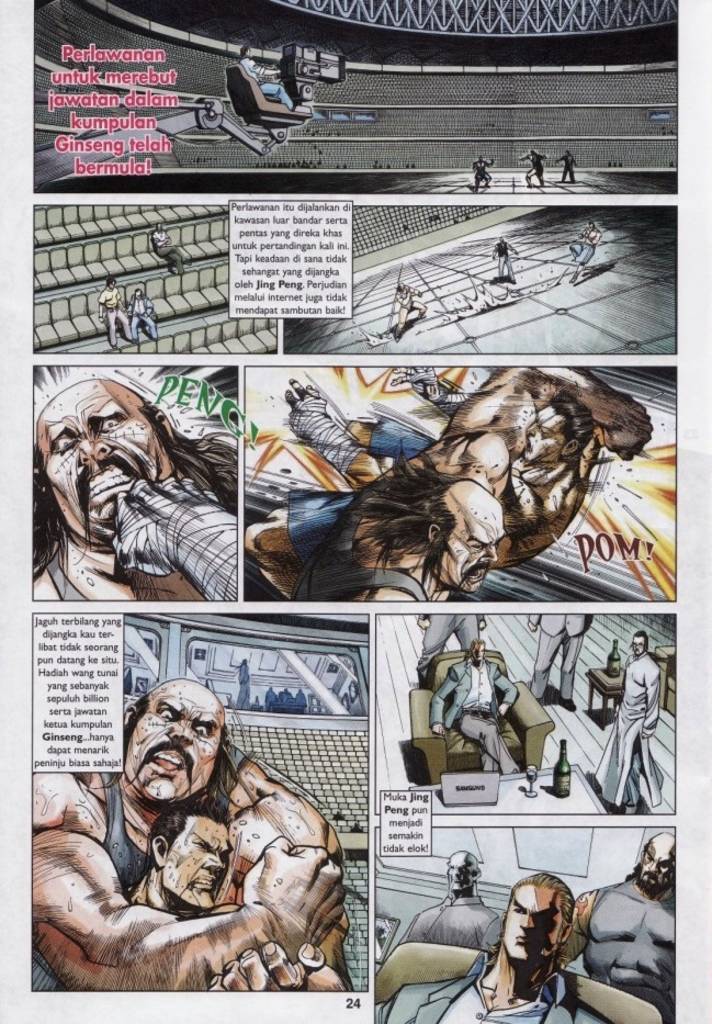 Perlawanan
untuk merebut
jawatan dalam
kumpulan
Ginseng telah
bermula!
Perlawanan itu dijalankan di
kawasan luar bandar serta
pentas yang direka khas
untuk pertandingan kali ini.
Tapi keadaan di sana tidak
sehangat yang dijangka
oleh Jing Peng. Perjudian
melalui internet juga tidak
mendapat sambutan baik!
PENG!
POM!
Jaguh terbilang yang
dijangka kau ter-
libat tidak seorang
pun datang ke situ.
Hadiah wang tunai
yang sebanyak
sepuluh billion
serta jawatan
ketua kumpulan
Ginseng...hanya
dapat menarik
peninju biasa sahaja!
SAMSUNG
Muka Jing
Peng pun
menjadi
semakin
tidak elok!
24